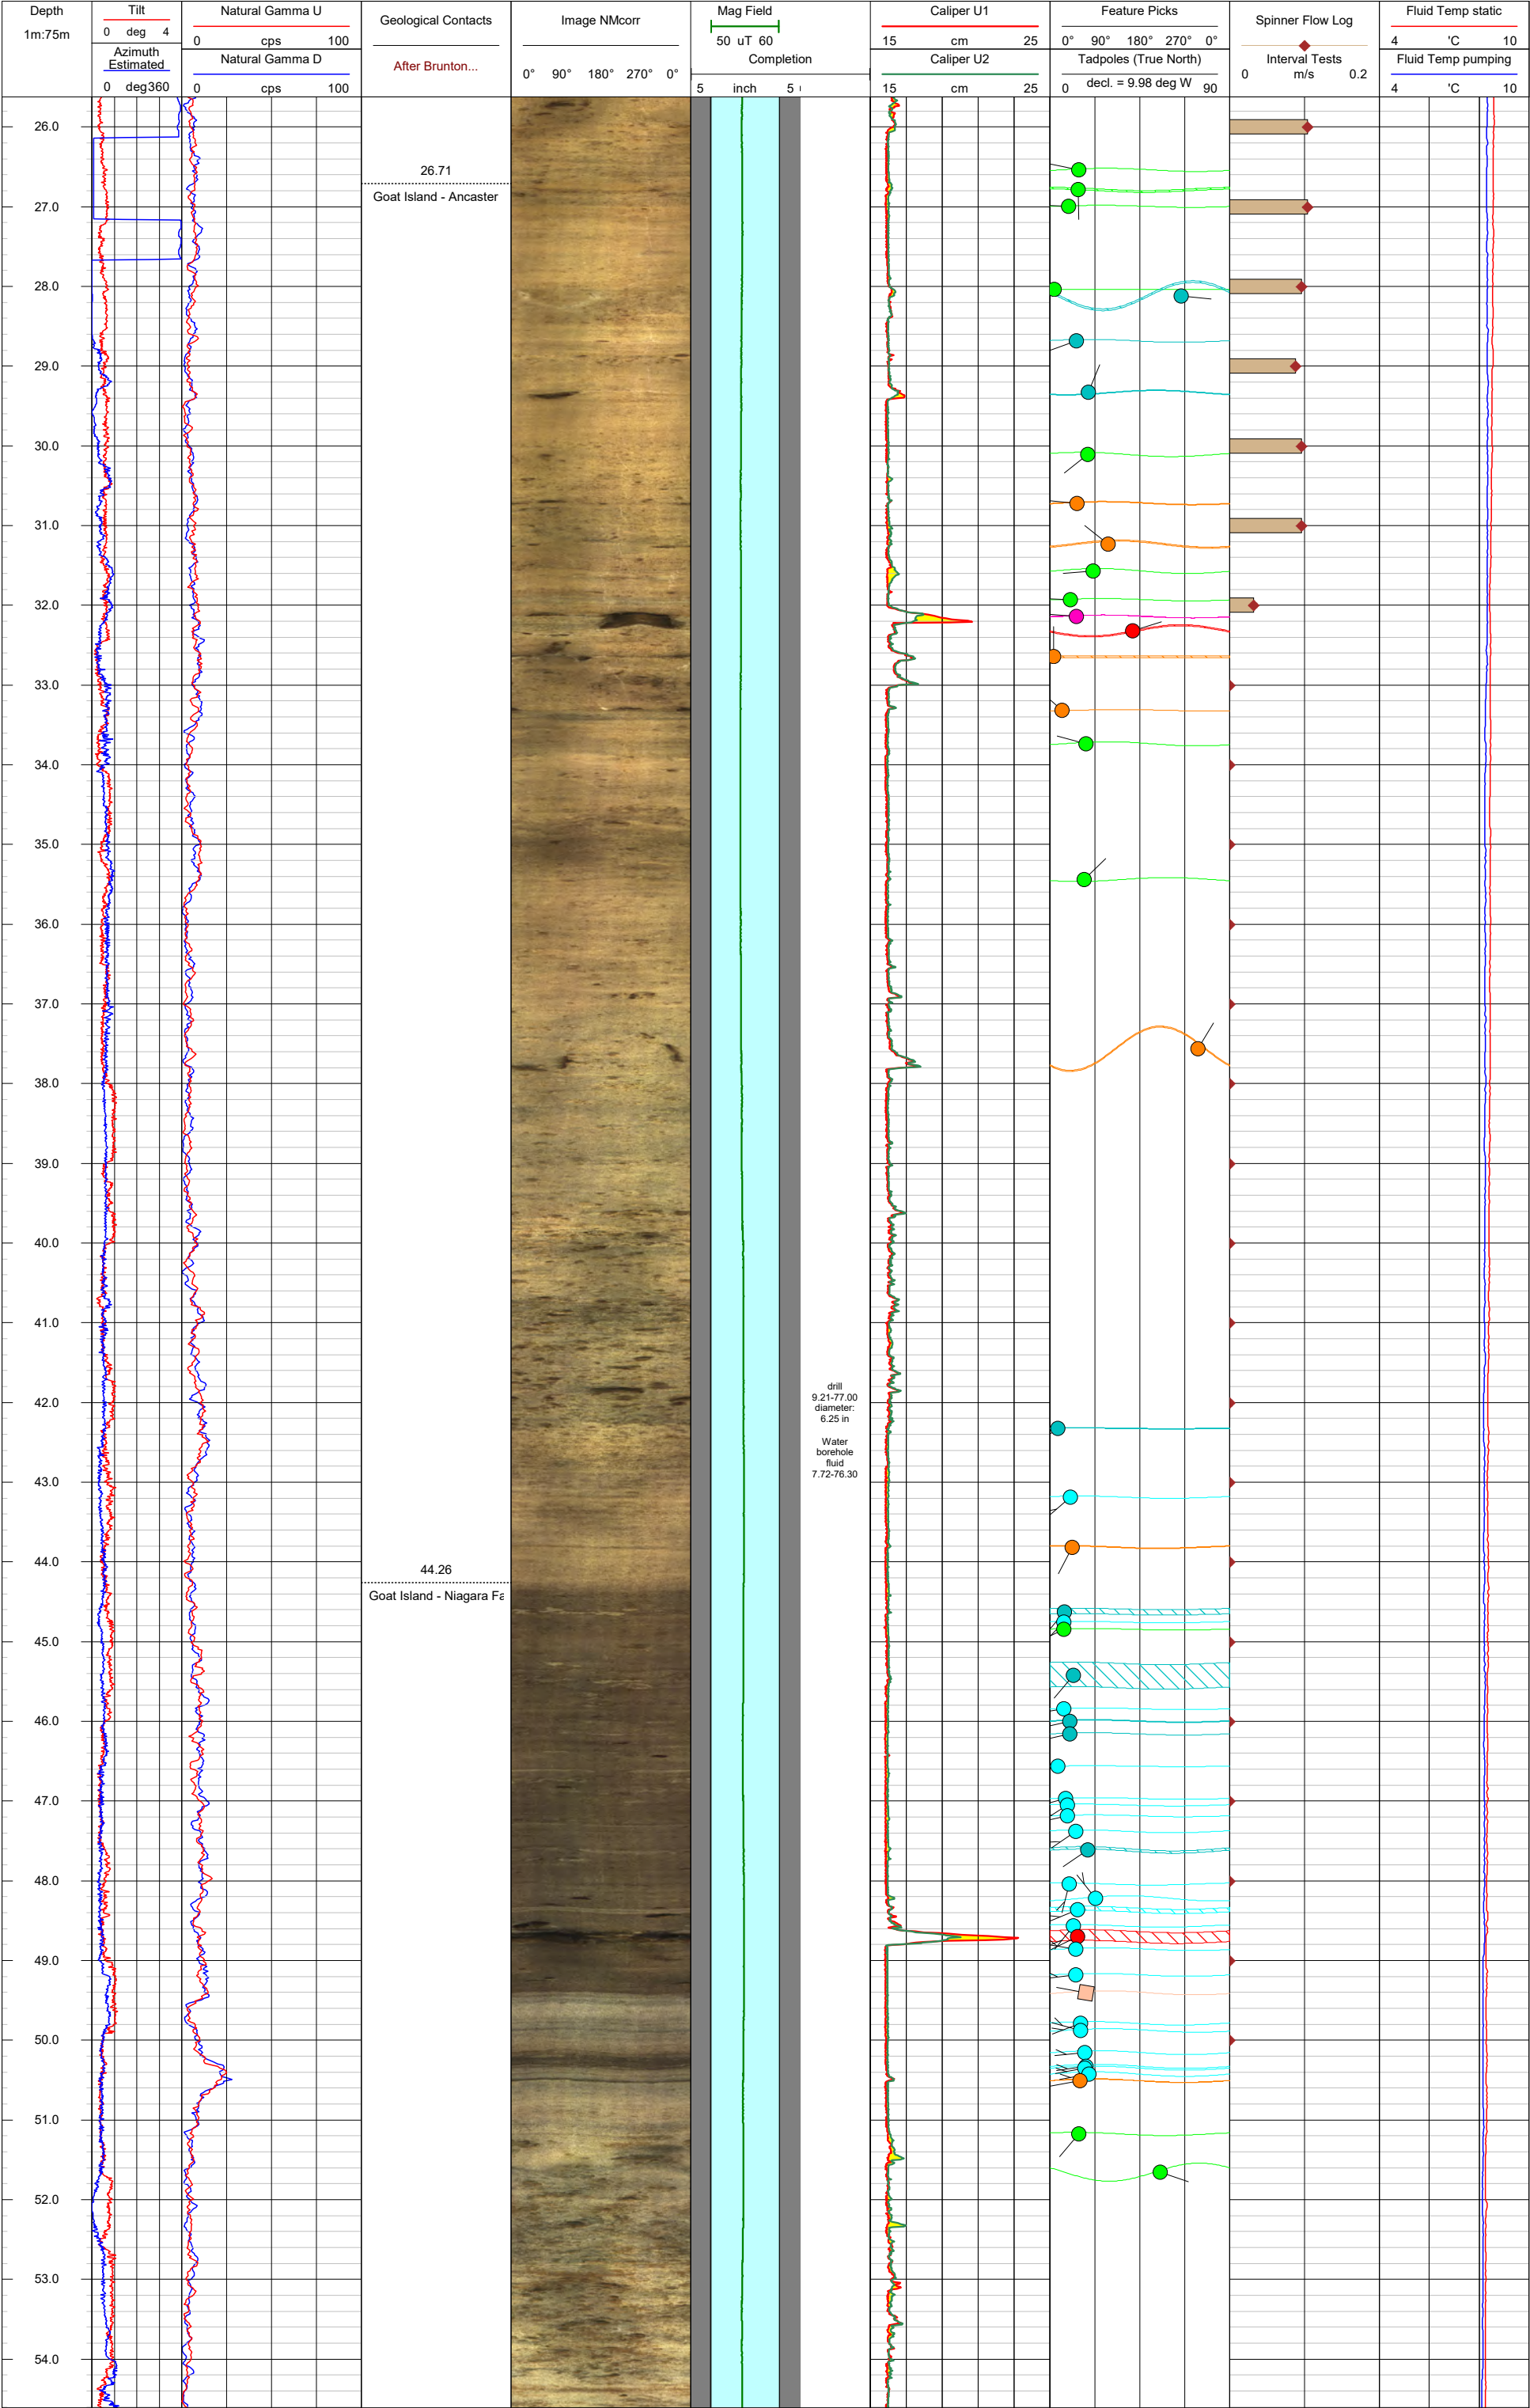 Depth
1m:75m
Tilt
0 deg 4
Azimuth
Estimated
0 deg360
Natural Gamma U
0 cps 100
Natural Gamma D
0 cps 100
Geological Contacts
After Brunton...
Image NMcorr
0° 90° 180° 270° 0°
Mag Field
50 uT 60
Completion
5 inch 5
Caliper U1
15 cm 25
Caliper U2
15 cm 25
Feature Picks
0° 90° 180° 270° 0°
Tadpoles (True North)
decl. = 9.98 deg W
0 90
Spinner Flow Log
Interval Tests
0 m/s 0.2
Fluid Temp static
4 'C 10
Fluid Temp pumping
4 'C 10
26.0
26.71
Goat Island - Ancaster
27.0
28.0
29.0
30.0
31.0
32.0
33.0
34.0
35.0
36.0
37.0
38.0
39.0
40.0
41.0
drill
9.21-77.00
diameter:
6.25 in
42.0
Water
borehole
fluid
7.72-76.30
43.0
44.0
44.26
Goat Island - Niagara Fa
45.0
46.0
47.0
48.0
49.0
50.0
51.0
52.0
53.0
54.0